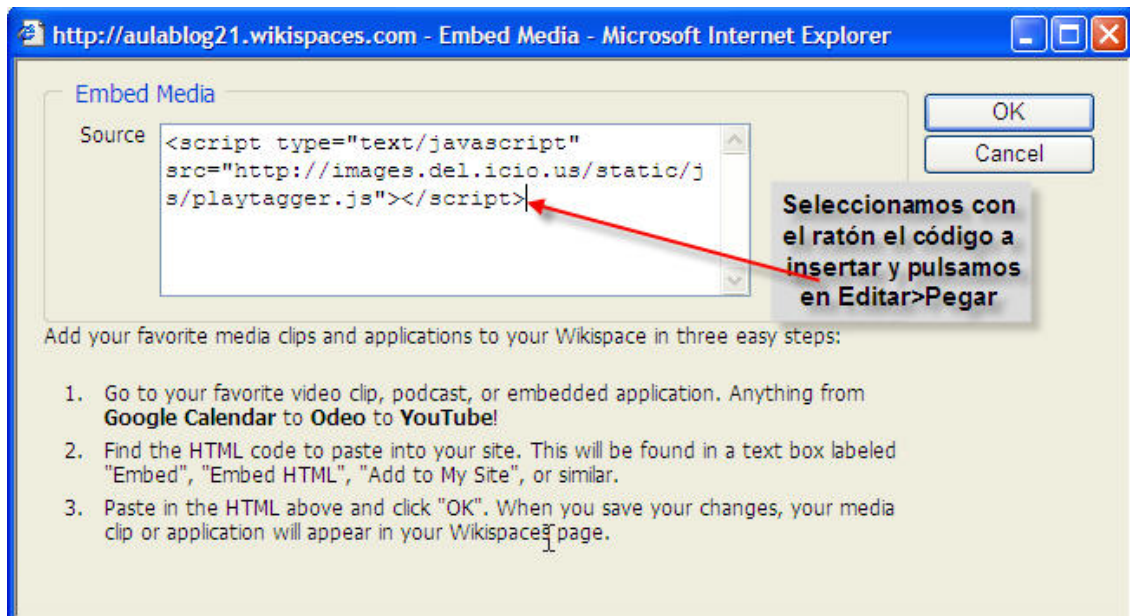 http://aulablog21.wikispaces.com - Embed Media - Microsoft Internet Explorer
Embed Media
Source
<script type="text/javascript"
src="http://images.del.icio.us/static/j
s/playtagger.js"></script>
OK
Cancel
Seleccionamos con
el ratón el código a
insertar y pulsamos
en Editar>Pegar
Add your favorite media clips and applications to your Wikispace in three easy steps:
1. Go to your favorite video clip, podcast, or embedded application. Anything from
Google Calendar to Odeo to YouTube!
2. Find the HTML code to paste into your site. This will be found in a text box labeled
"Embed", "Embed HTML", "Add to My Site", or similar.
3. Paste in the HTML above and click "OK". When you save your changes, your media
clip or application will appear in your Wikispaces page.